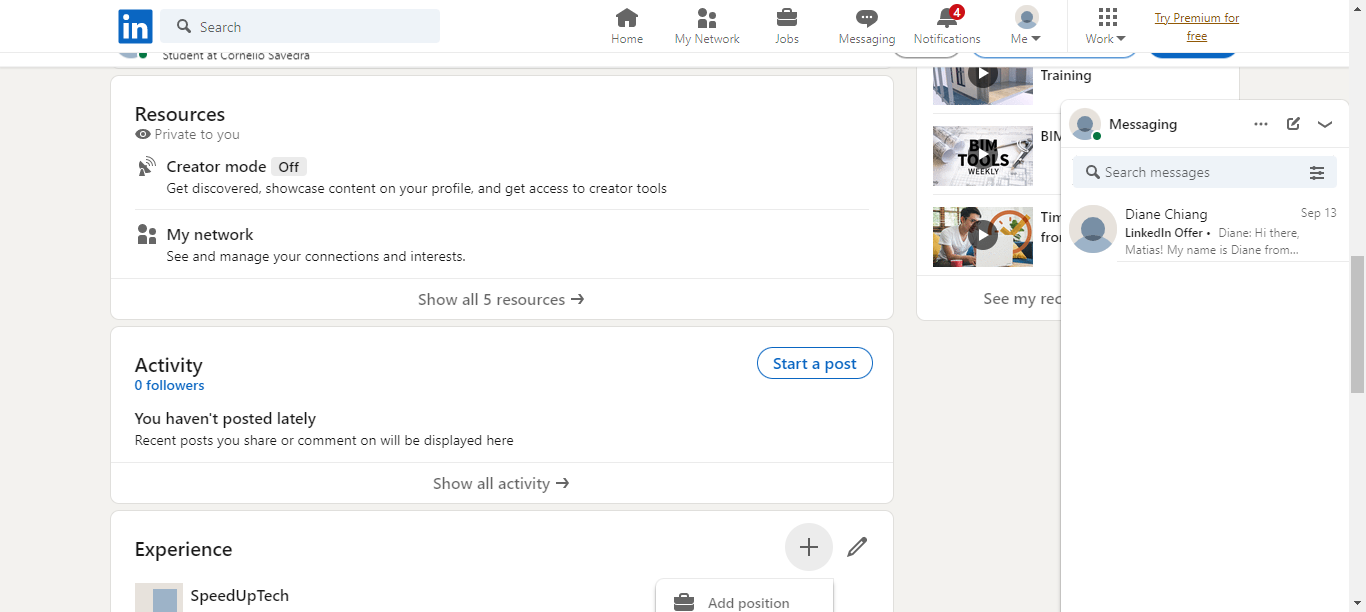 in
Search
Home
My Network
Jobs
Messaging
4
Notifications
Me
Work
Try Premium for
free
Student at Cornelio Savedra
Resources
Private to you
Creator mode Off
Get discovered, showcase content on your profile, and get access to creator tools
My network
See and manage your connections and interests.
Show all 5 resources →
Activity
0 followers
Start a post
You haven't posted lately
Recent posts you share or comment on will be displayed here
Show all activity →
Experience
SpeedUpTech
Add position
Training
BIM
TOOLS
WEEKLY
BIM
Tim
from
See my rec
Messaging
Search messages
Diane Chiang
Sep 13
LinkedIn Offer • Diane: Hi there,
Matias! My name is Diane from...